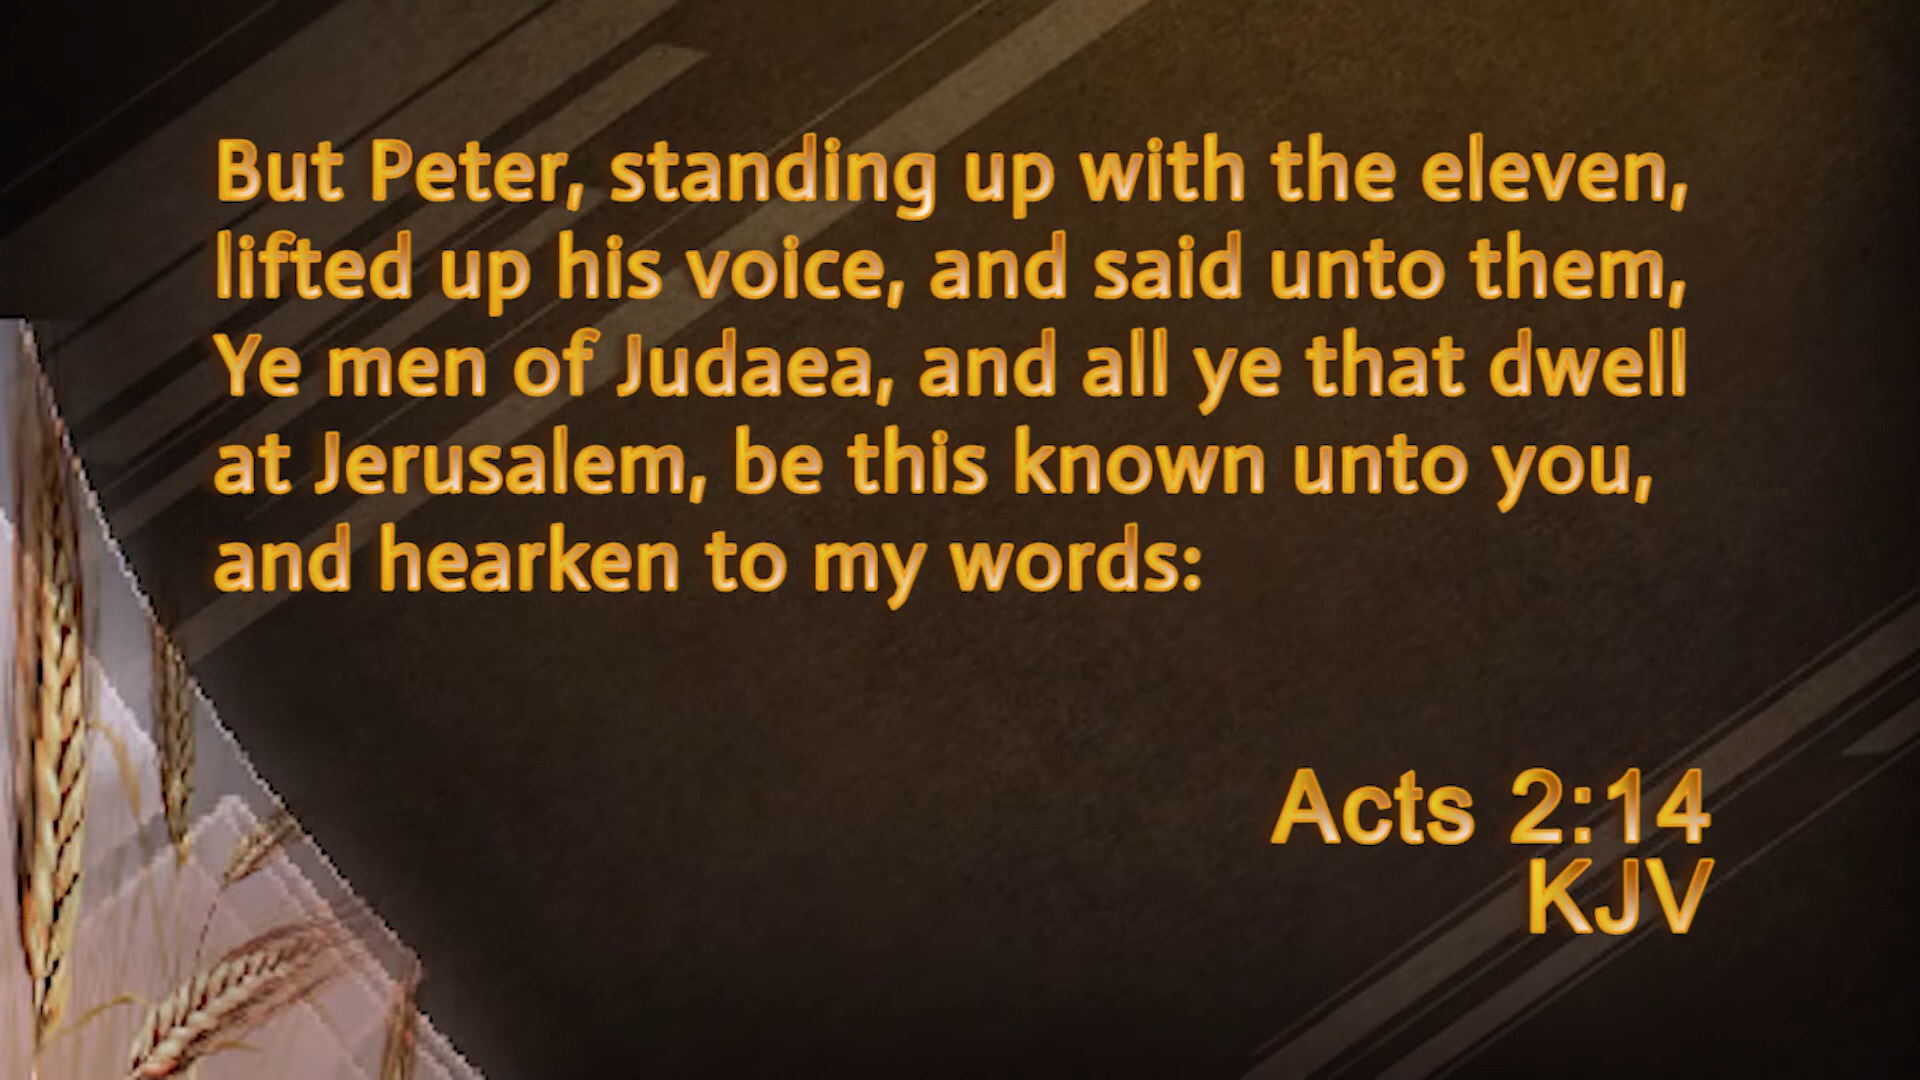 But Peter, standing up with the eleven,
lifted up his voice, and said unto them,
Ye men of Judaea, and all ye that dwell
at Jerusalem, be this known unto you,
and hearken to my words:
Acts 2:14
KJV